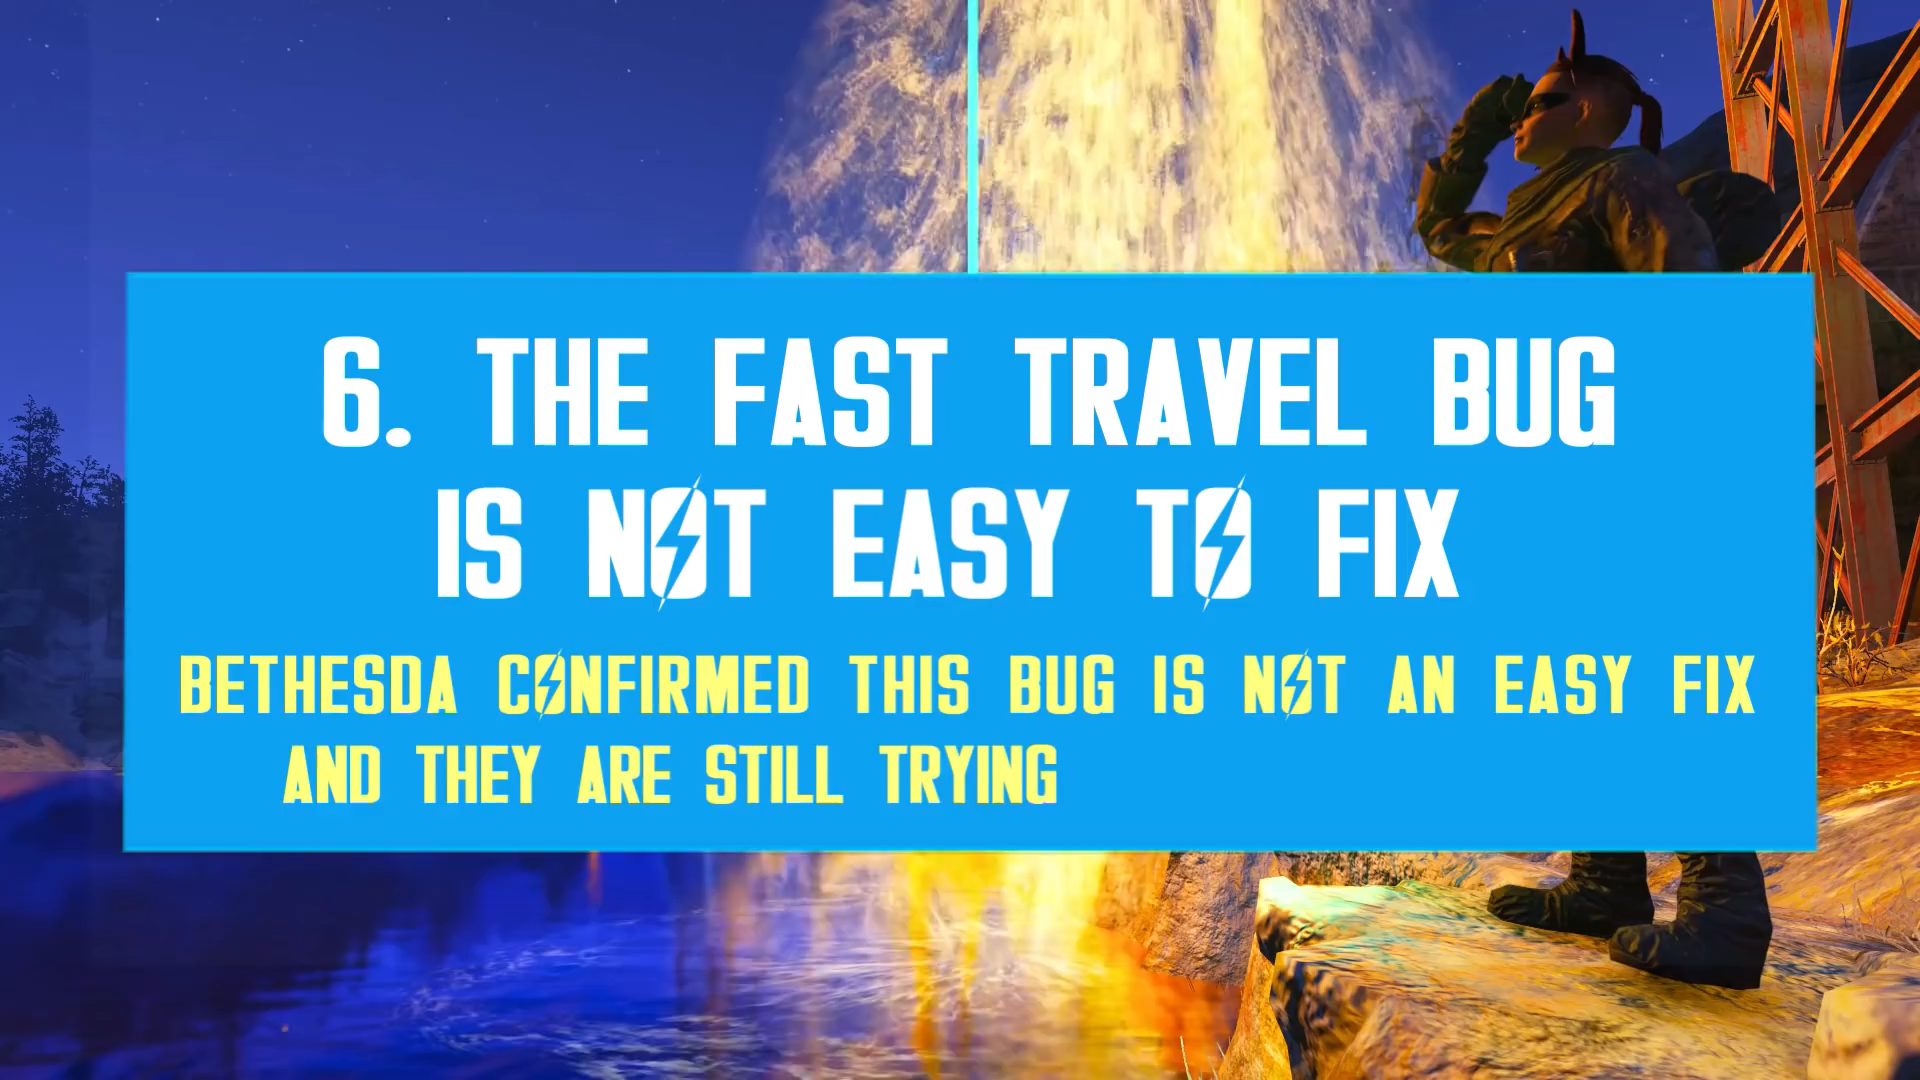 6. THE FAST TRAVEL BUG
IS NOT EASY TO FIX
BETHESDA CONFIRMED THIS BUG IS NOT AN EASY FIX
AND THEY ARE STILL TRYING